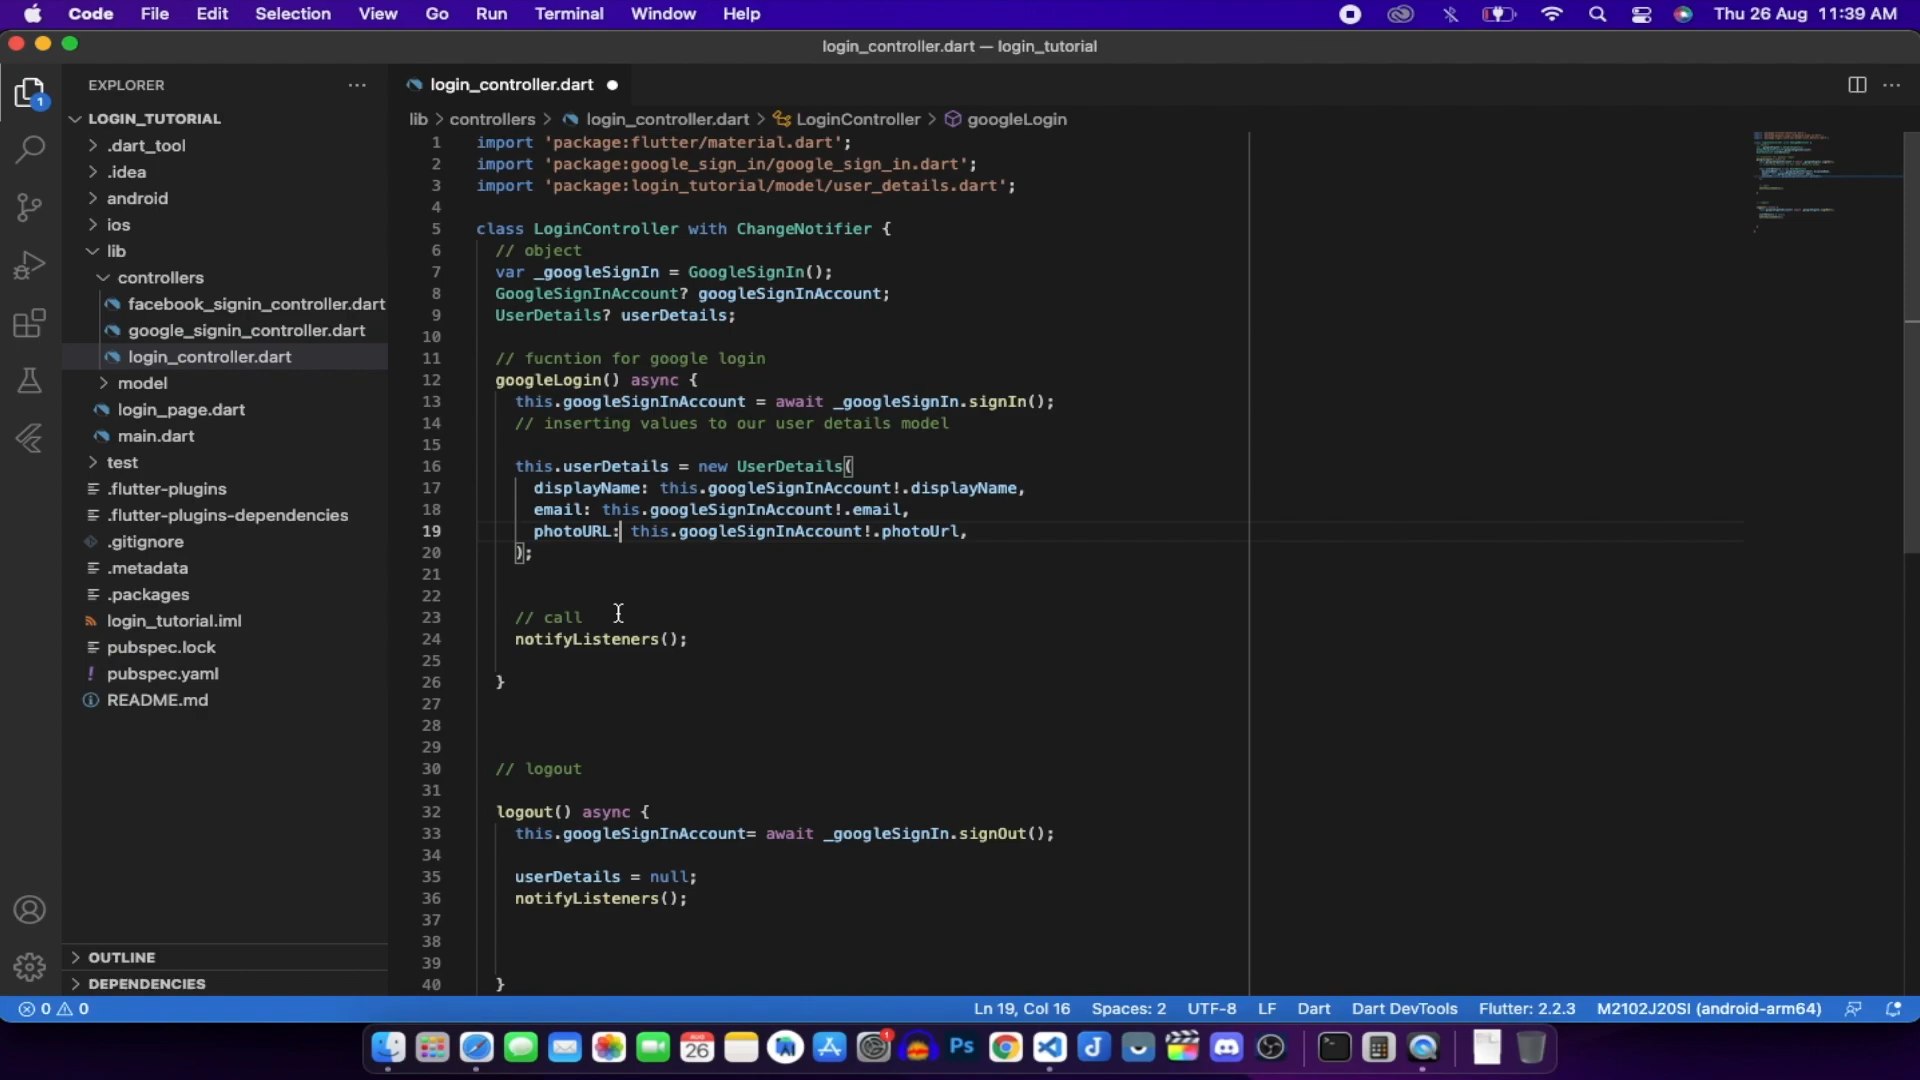 Code File Edit Selection View Go Run Terminal Window Help Thu 26 Aug 11:39 AM
login_controller.dart — login_tutorial
EXPLORER
1
LOGIN_TUTORIAL
.dart_tool
.idea
android
ios
lib
controllers
facebook_signin_controller.dart
google_signin_controller.dart
login_controller.dart
model
login_page.dart
main.dart
test
.flutter-plugins
.flutter-plugins-dependencies
.gitignore
.metadata
.packages
login_tutorial.iml
pubspec.lock
! pubspec.yaml
README.md
OUTLINE
DEPENDENCIES
login_controller.dart
lib > controllers > login_controller.dart > LoginController > googleLogin
1 import 'package:flutter/material.dart';
2 import 'package:google_sign_in/google_sign_in.dart';
3 import 'package:login_tutorial/model/user_details.dart';
4
5 class LoginController with ChangeNotifier {
6 // object
7 var _googleSignIn = GoogleSignIn();
8 GoogleSignInAccount? googleSignInAccount;
9 UserDetails? userDetails;
10
11 // fucntion for google login
12 googleLogin() async {
13 this.googleSignInAccount = await _googleSignIn.signIn();
14 // inserting values to our user details model
15
16 this.userDetails = new UserDetails(
17 displayName: this.googleSignInAccount!.displayName,
18 email: this.googleSignInAccount!.email,
19 photoURL: this.googleSignInAccount!.photoUrl,
20 );
21
22
23 // call
24 notifyListeners();
25
26 }
27
28
29
30 // logout
31
32 logout() async {
33 this.googleSignInAccount= await _googleSignIn.signOut();
34
35 userDetails = null;
36 notifyListeners();
37
38
39
40 }
0 0 Ln 19, Col 16 Spaces: 2 UTF-8 LF Dart Dart DevTools Flutter: 2.2.3 M2102J20SI (android-arm64)
AUG
26
1
Ps